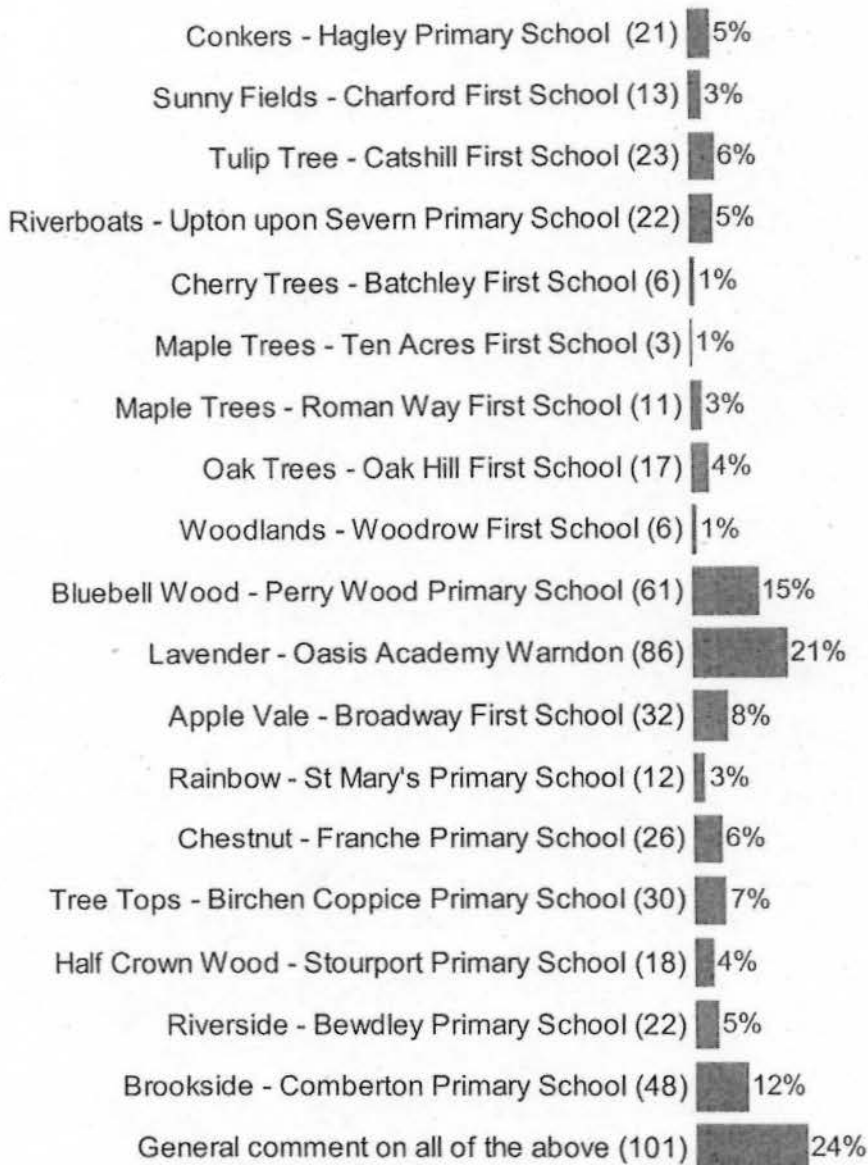 Conkers - Hagley Primary School (21) 5%
Sunny Fields - Charford First School (13) 3%
Tulip Tree - Catshill First School (23) 6%
Riverboats - Upton upon Severn Primary School (22) 5%
Cherry Trees - Batchley First School (6) 1%
Maple Trees - Ten Acres First School (3) 1%
Maple Trees - Roman Way First School (11) 3%
Oak Trees - Oak Hill First School (17) 4%
Woodlands - Woodrow First School (6) 1%
Bluebell Wood - Perry Wood Primary School (61) 15%
Lavender - Oasis Academy Warndon (86) 21%
Apple Vale - Broadway First School (32) 8%
Rainbow - St Mary's Primary School (12) 3%
Chestnut - Franche Primary School (26) 6%
Tree Tops - Birchen Coppice Primary School (30) 7%
Half Crown Wood - Stourport Primary School (18) 4%
Riverside - Bewdley Primary School (22) 5%
Brookside - Comberton Primary School (48) 12%
General comment on all of the above (101) 24%